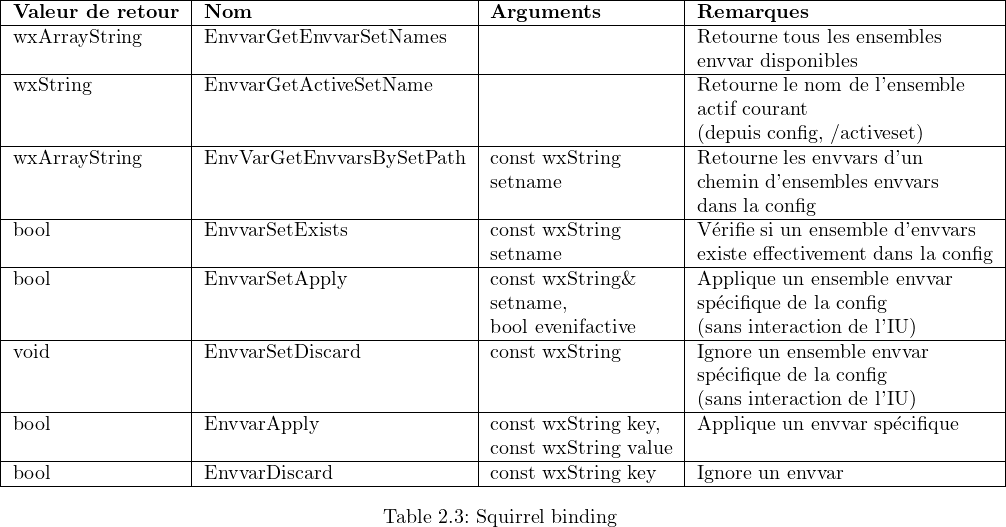 Valeur de retour Nom Arguments Remarques
wxArrayString EnvvarGetEnvvarSetNames Retourne tous les ensembles
envvar disponibles
wxString EnvvarGetActiveSetName Retourne le nom de l'ensemble
actif courant
(depuis config, /activeset)
wxArrayString EnvVarGetEnvvarsBySetPath const wxString Retourne les envvars d'un
setname chemin d'ensembles envvars
dans la config
bool EnvvarSetExists const wxString Vérifie si un ensemble d'envvars
setname existe effectivement dans la config
bool EnvvarSetApply const wxString& Applique un ensemble envvar
setname, spécifique de la config
bool evenifactive (sans interaction de l'IU)
void EnvvarSetDiscard const wxString Ignore un ensemble envvar
spécifique de la config
(sans interaction de l'IU)
bool EnvvarApply const wxString key, Applique un envvar spécifique
const wxString value
bool EnvvarDiscard const wxString key Ignore un envvar
Table 2.3: Squirrel binding